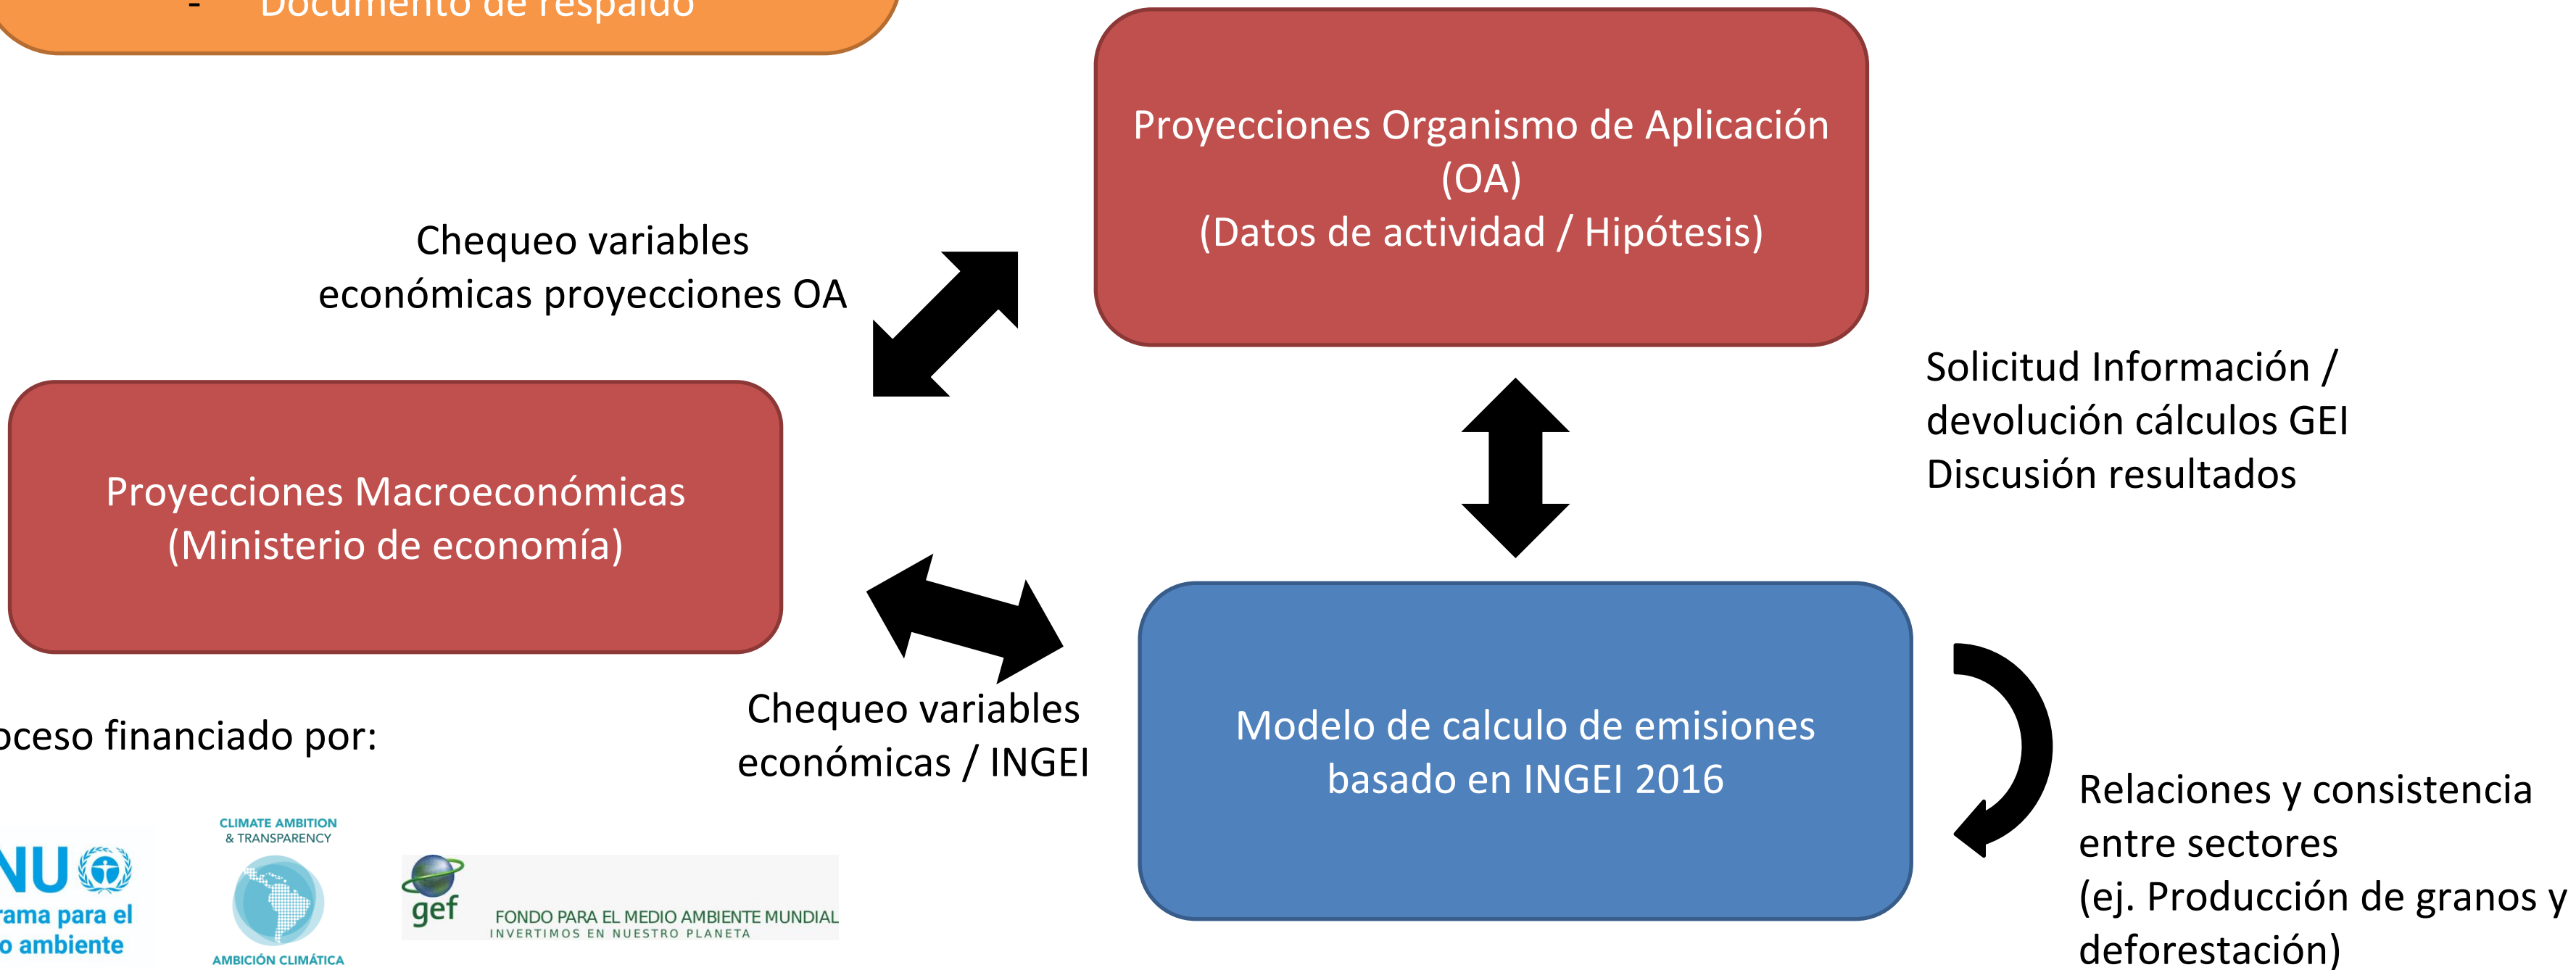 - Documento de respaldo
Proyecciones Organismo de Aplicación
(OA)
(Datos de actividad / Hipótesis)
Chequeo variables
económicas proyecciones OA
Solicitud Información /
devolución cálculos GEI
Discusión resultados
Proyecciones Macroeconómicas
(Ministerio de economía)
Chequeo variables
económicas / INGEI
Modelo de calculo de emisiones
basado en INGEI 2016
Relaciones y consistencia
entre sectores
(ej. Producción de granos y
deforestación)
financiado por:
CLIMATE AMBITION
& TRANSPARENCY
AMBICIÓN CLIMÁTICA
para el
ambiente
gef
FONDO PARA EL MEDIO AMBIENTE MUNDIAL
INVERTIMOS EN NUESTRO PLANETA